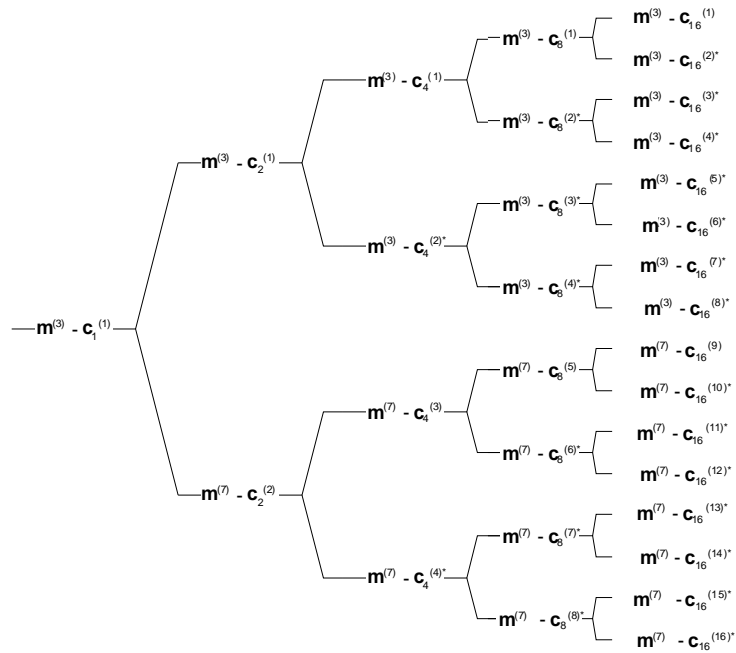 m(3) - c16(1)
m(3) - c8(1)
m(3) - c16(2)*
m(3) - c4(1)
m(3) - c16(3)*
m(3) - c8(2)*
m(3) - c16(4)*
m(3) - c2(1)
m(3) - c16(5)*
m(3) - c8(3)*
m(3) - c16(6)*
m(3) - c4(2)*
m(3) - c16(7)*
m(3) - c8(4)*
m(3) - c16(8)*
m(3) - c1(1)
m(7) - c16(9)
m(7) - c8(5)
m(7) - c16(10)*
m(7) - c4(3)
m(7) - c16(11)*
m(7) - c8(6)*
m(7) - c16(12)*
m(7) - c2(2)
m(7) - c16(13)*
m(7) - c8(7)*
m(7) - c16(14)*
m(7) - c4(4)*
m(7) - c16(15)*
m(7) - c8(8)*
m(7) - c16(16)*